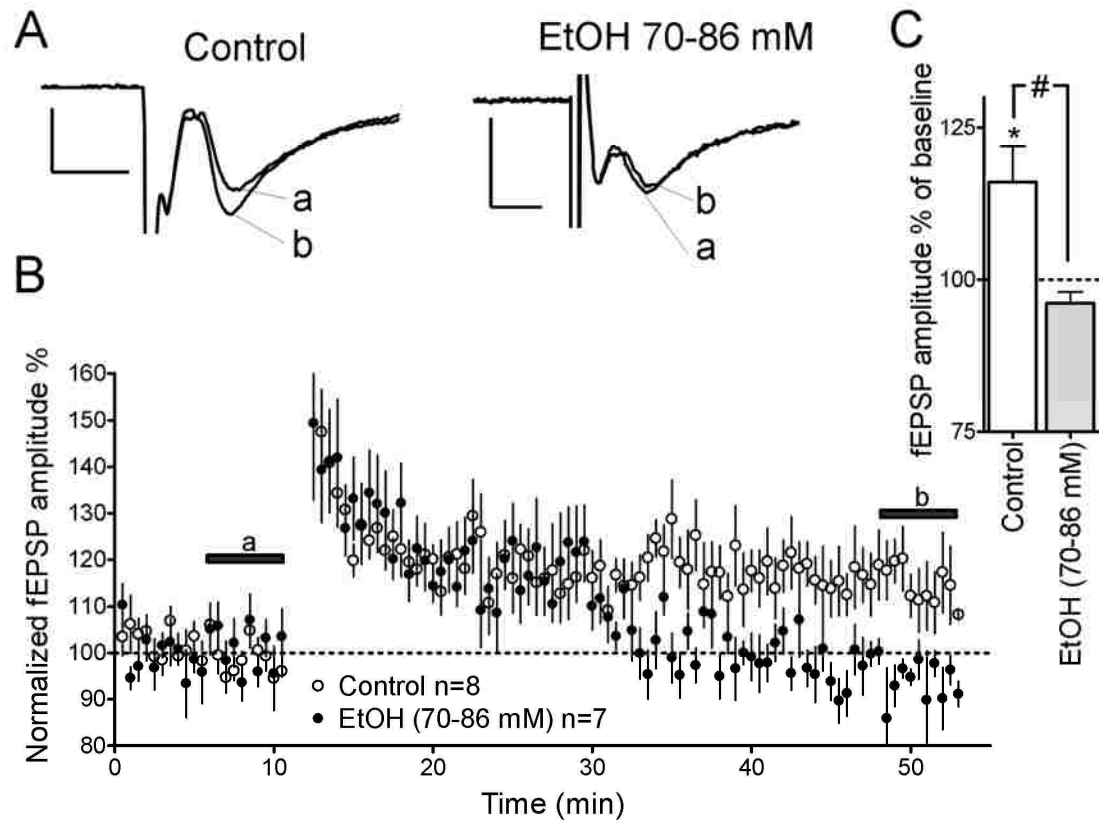 A
Control
a
b
EtOH 70-86 mM
b
a
C
fEPSP amplitude % of baseline
125
100
75
#
*
Control
EtOH (70-86 mM)
B
Normalized fEPSP amplitude %
160
150
140
130
120
110
100
90
80
a
b
Control n=8
EtOH (70-86 mM) n=7
0
10
20
30
40
50
Time (min)